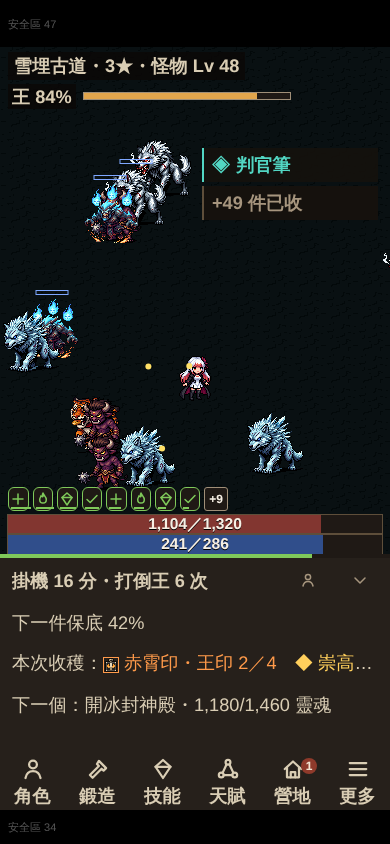 安全區 47
雪埋古道・3★・怪物 Lv 48
王 84%
◈ 判官筆
+49 件已收
+9
1,104／1,320
241／286
掛機 16 分・打倒王 6 次
下一件保底 42%
本次收穫：赤霄印・王印 2／4 ◆ 崇高…
下一個：開冰封神殿・1,180/1,460 靈魂
1
角色 鍛造 技能 天賦 營地 更多
安全區 34